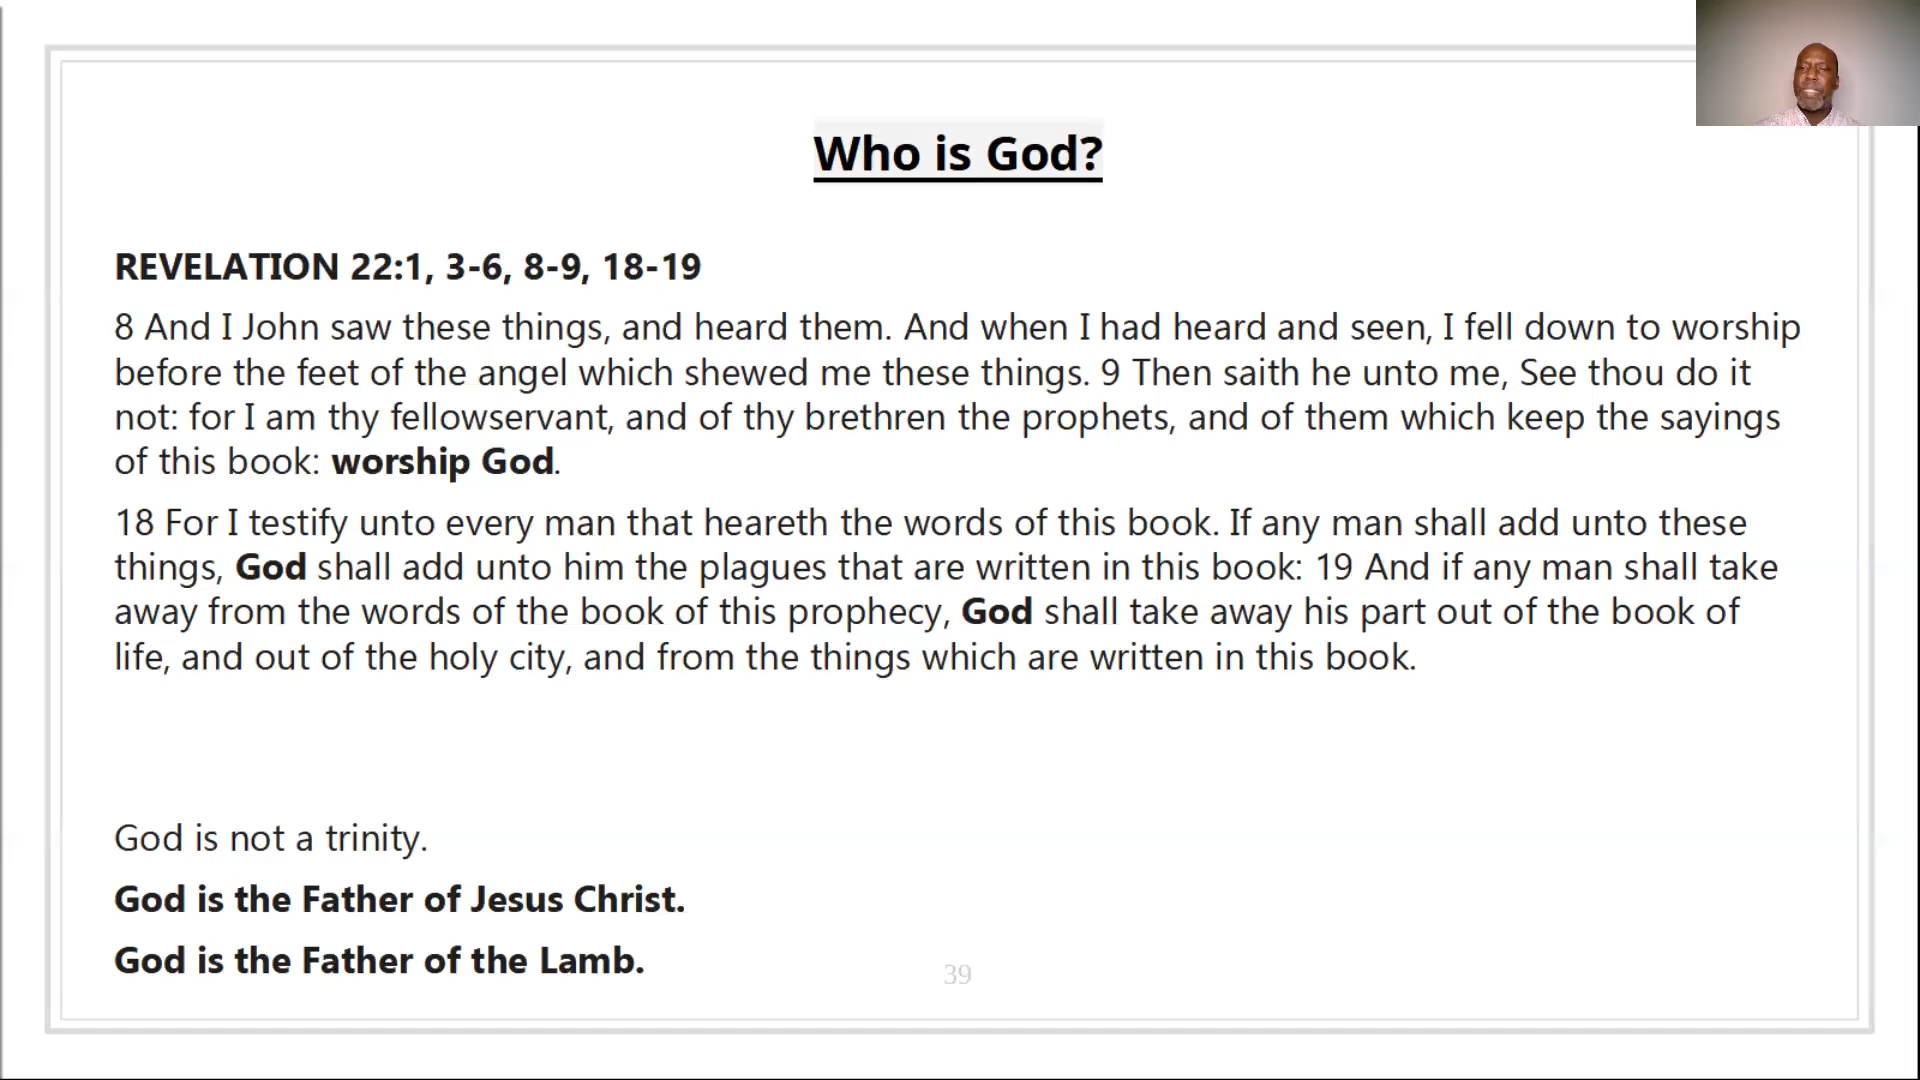 Who is God?
REVELATION 22:1, 3-6, 8-9, 18-19
8 And I John saw these things, and heard them. And when I had heard and seen, I fell down to worship
before the feet of the angel which shewed me these things. 9 Then saith he unto me, See thou do it
not: for I am thy fellowservant, and of thy brethren the prophets, and of them which keep the sayings
of this book: worship God.
18 For I testify unto every man that heareth the words of this book. If any man shall add unto these
things, God shall add unto him the plagues that are written in this book: 19 And if any man shall take
away from the words of the book of this prophecy, God shall take away his part out of the book of
life, and out of the holy city, and from the things which are written in this book.
God is not a trinity.
God is the Father of Jesus Christ.
God is the Father of the Lamb.
39